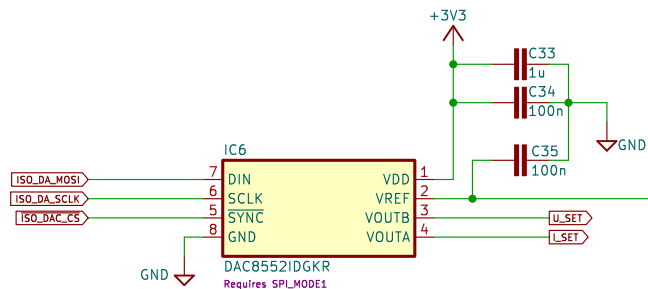 +3V3
C33
1u
C34
100n
GND
C35
100n
IC6
ISO_DA_MOSI 7 DIN VDD 1
ISO_DA_SCLK 6 SCLK VREF 2
ISO_DAC_CS 5 SYNC VOUTB 3 U_SET
8 GND VOUTA 4 I_SET
GND
DAC8552IDGKR
Requires SPI_MODE1